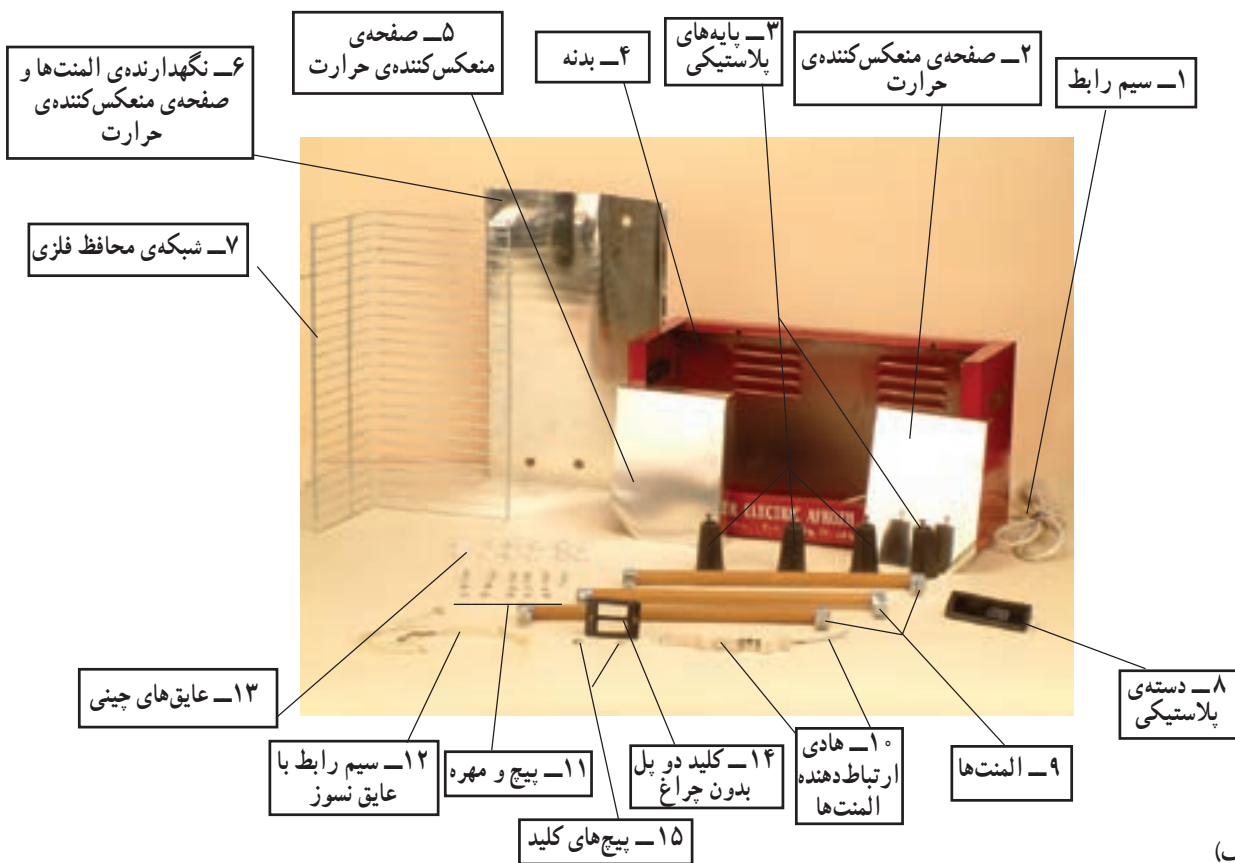 ۱ــ سیم رابط
۲ــ صفحه‌ی منعکس‌کننده‌ی
حرارت
۳ــ پایه‌های
پلاستیکی
۴ــ بدنه
۵ــ صفحه‌ی
منعکس‌کننده‌ی حرارت
۶ــ نگهدارنده‌ی المنت‌ها و
صفحه‌ی منعکس‌کننده‌ی
حرارت
۷ــ شبکه‌ی محافظ فلزی
ELECTRIC
۸ــ دسته‌ی
پلاستیکی
۹ــ المنت‌ها
۱۰ــ هادی
ارتباط‌دهنده
المنت‌ها
۱۴ــ کلید دو پل
بدون چراغ
۱۱ــ پیچ و مهره
۱۲ــ سیم رابط با
عایق نسوز
۱۳ــ عایق‌های چینی
۱۵ــ پیچ‌های کلید